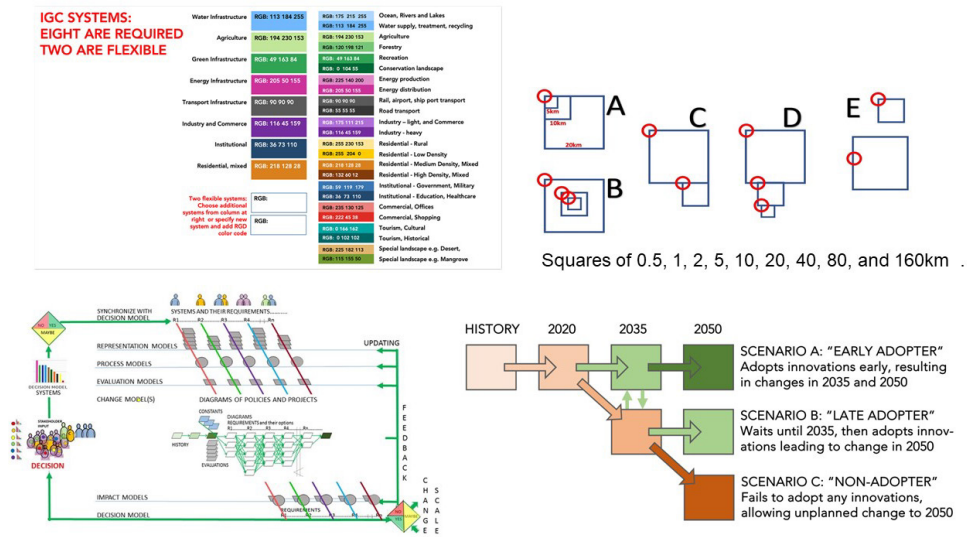 IGC SYSTEMS:
EIGHT ARE REQUIRED
TWO ARE FLEXIBLE
Water Infrastructure RGB: 113 184 255
Agriculture RGB: 194 230 153
Green Infrastructure RGB: 49 163 84
Energy Infrastructure RGB: 205 50 155
Transport Infrastructure RGB: 90 90 90
Industry and Commerce RGB: 116 45 159
Institutional RGB: 36 73 110
Residential, mixed RGB: 218 128 28
Two flexible systems:
Choose additional
systems from column at
right or specify new
system and add RGD
color code
RGB:
RGB:
RGB: 175 215 255 Ocean, Rivers and Lakes
RGB: 113 184 255 Water supply, treatment, recycling
RGB: 194 230 153 Agriculture
RGB: 120 198 121 Forestry
RGB: 49 163 84 Recreation
RGB: 0 104 55 Conservation landscape
RGB: 225 140 200 Energy production
RGB: 205 50 155 Energy distribution
RGB: 90 90 90 Rail, airport, ship port transport
RGB: 55 55 55 Road transport
RGB: 175 111 215 Industry – light, and Commerce
RGB: 116 45 159 Industry - heavy
RGB: 255 230 153 Residential - Rural
RGB: 255 204 0 Residential - Low Density
RGB: 218 128 28 Residential - Medium Density, Mixed
RGB: 132 60 12 Residential - High Density, Mixed
RGB: 59 119 179 Institutional - Government, Military
RGB: 36 73 110 Institutional - Education, Healthcare
RGB: 235 130 125 Commercial, Offices
RGB: 222 45 38 Commercial, Shopping
RGB: 0 164 162 Tourism, Cultural
RGB: 0 102 102 Tourism, Historical
RGB: 225 182 113 Special landscape e.g. Desert,
Special landscape e.g. Mangrove
A
5km
10km
20km
B
C
D
E
Squares of 0.5, 1, 2, 5, 10, 20, 40, 80, and 160km .
SYNCHRONIZE WITH
DECISION MODEL
SYSTEMS AND THEIR REQUIREMENTS
R1 R2 R3 R4 Rn
REPRESENTATION MODELS
PROCESS MODELS
EVALUATION MODELS
CHANGE MODEL(S)
DIAGRAMS OF POLICIES AND PROJECTS
UPDATING
NO YES
MAYBE
DECISION MODEL
SYSTEMS
STAKEHOLDER
INPUT
DECISION
CONSTANTS
DIAGRAMS
REQUIREMENTS and their options
HISTORY
EVALUATIONS
FEEDBACK
CHANGE
SCALE
IMPACT MODELS
DECISION MODEL
REQUIREMENTS
NO
YES
HISTORY 2020 2035 2050
SCENARIO A: "EARLY ADOPTER"
Adopts innovations early, resulting
in changes in 2035 and 2050
SCENARIO B: "LATE ADOPTER"
Waits until 2035, then adopts innov-
ations leading to change in 2050
SCENARIO C: "NON-ADOPTER"
Fails to adopt any innovations,
allowing unplanned change to 2050